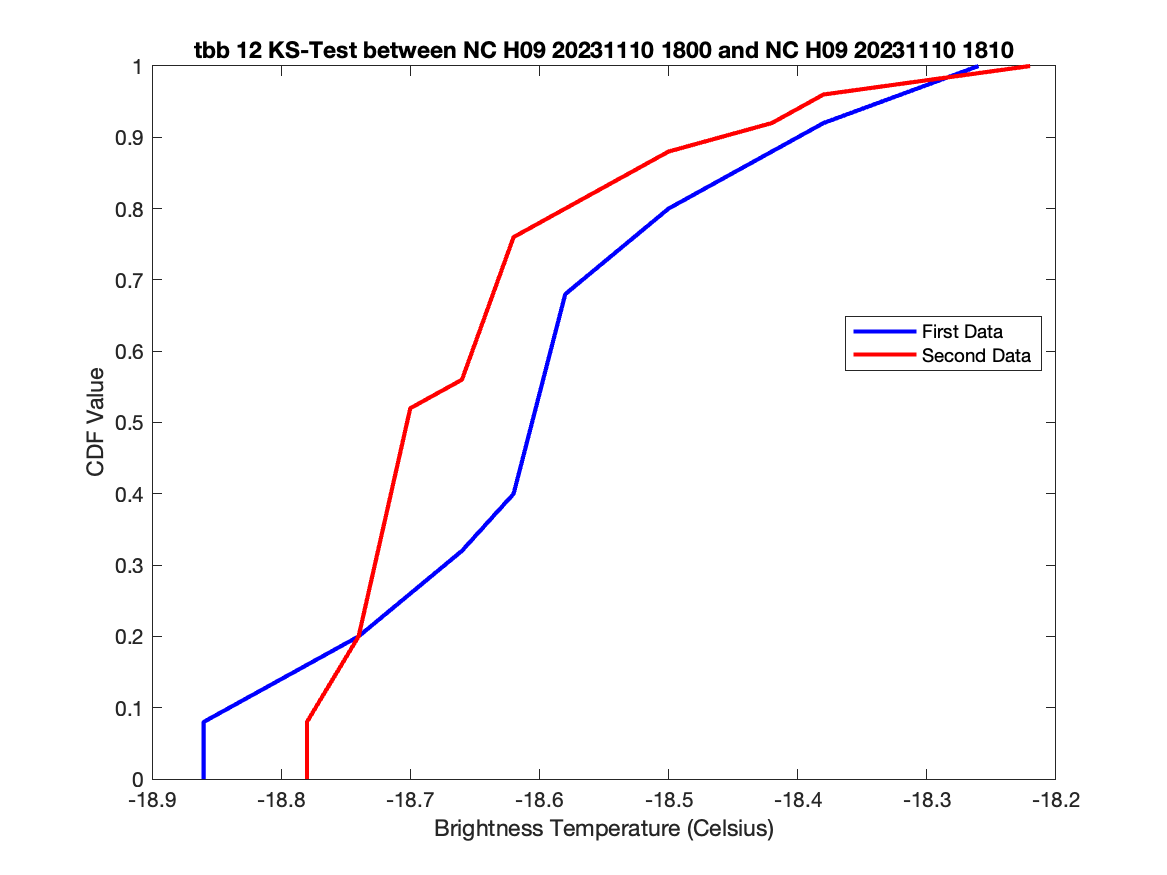 tbb 12 KS-Test between NC H09 20231110 1800 and NC H09 20231110 1810
1
0.9
0.8
0.7
0.6
0.5
0.4
0.3
0.2
0.1
0
CDF Value
First Data
Second Data
-18.9 -18.8 -18.7 -18.6 -18.5 -18.4 -18.3 -18.2
Brightness Temperature (Celsius)